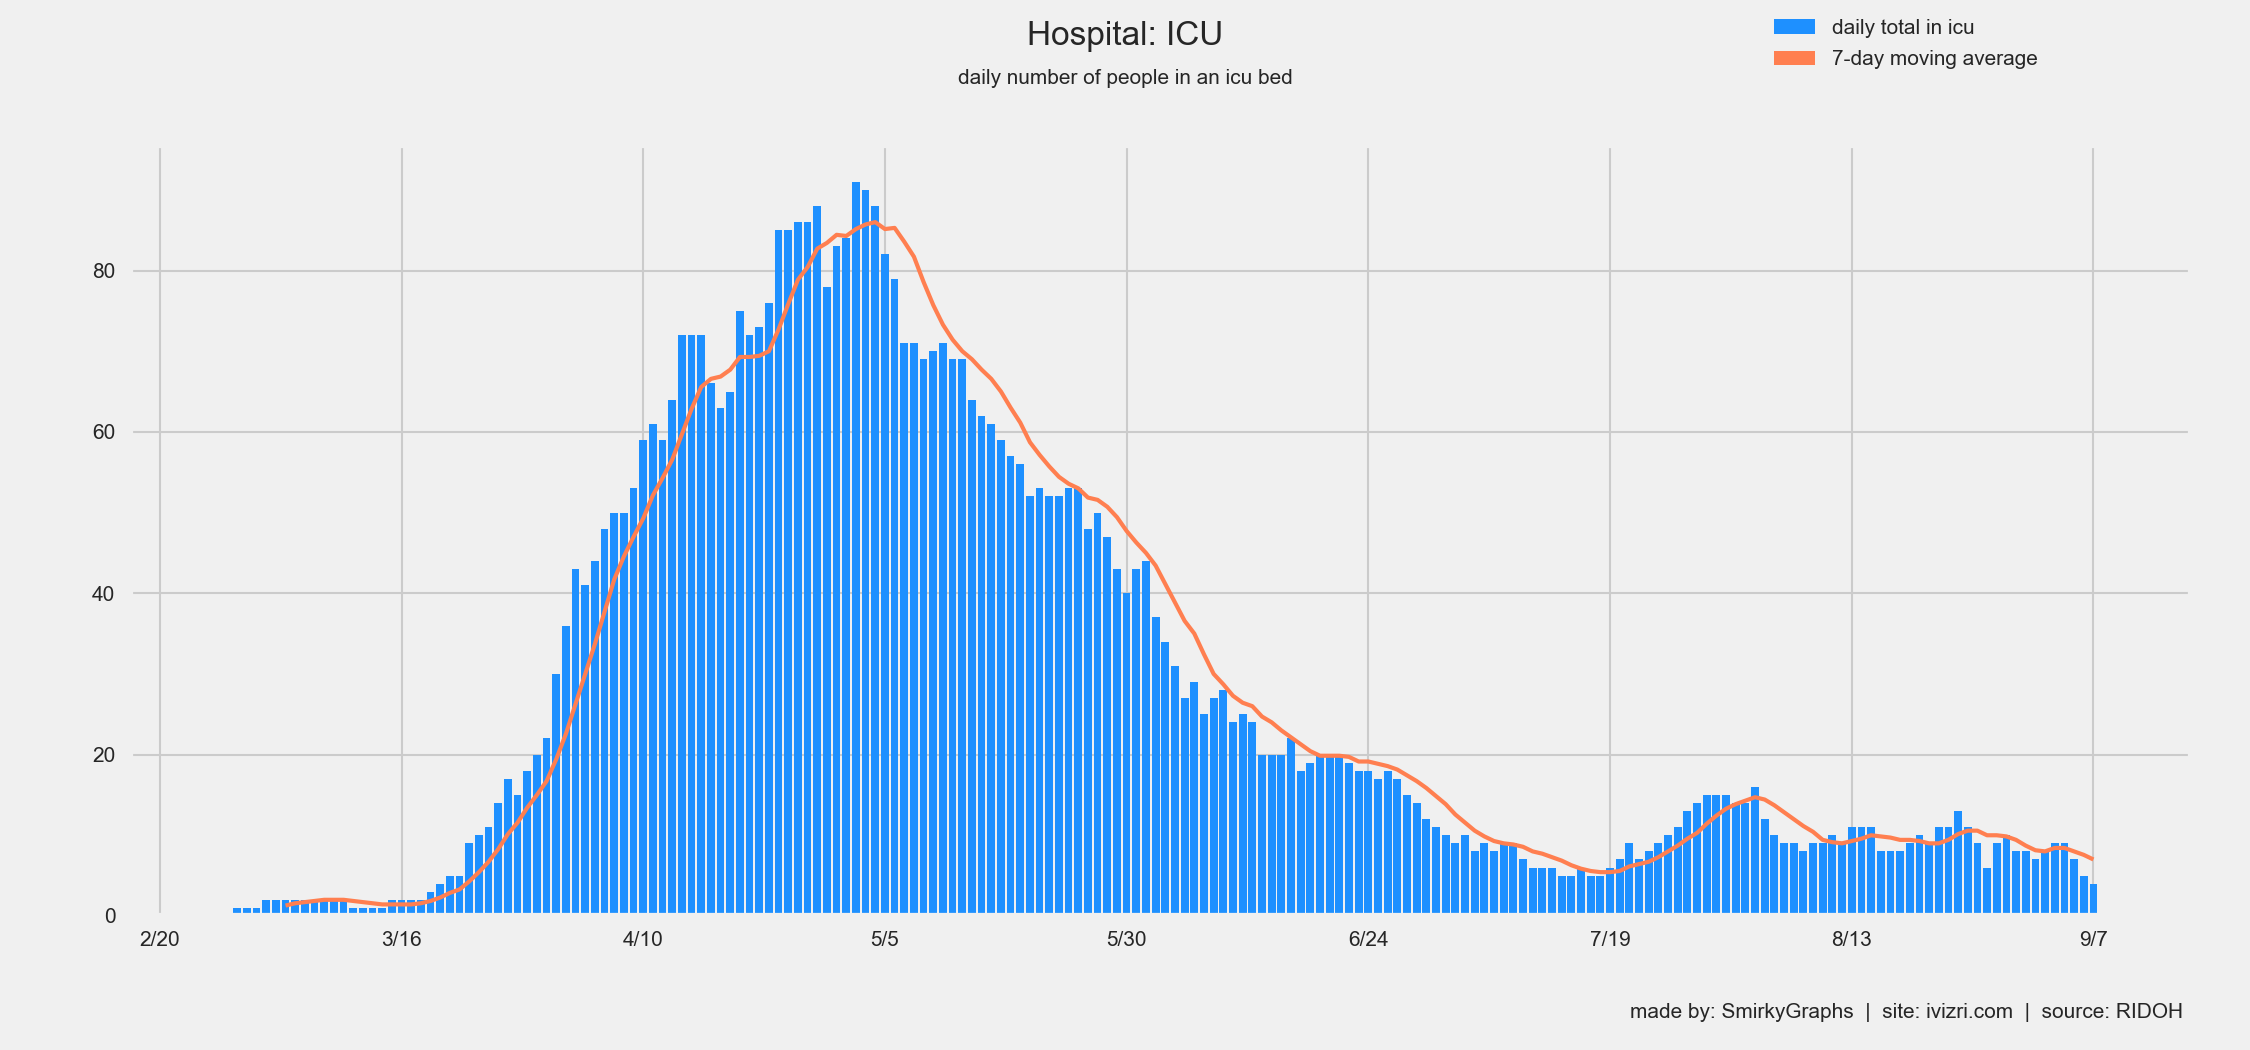 Hospital: ICU
daily number of people in an icu bed
daily total in icu
7-day moving average
80
60
40
20
0
2/20 3/16 4/10 5/5 5/30 6/24 7/19 8/13 9/7
made by: SmirkyGraphs | site: ivizri.com | source: RIDOH